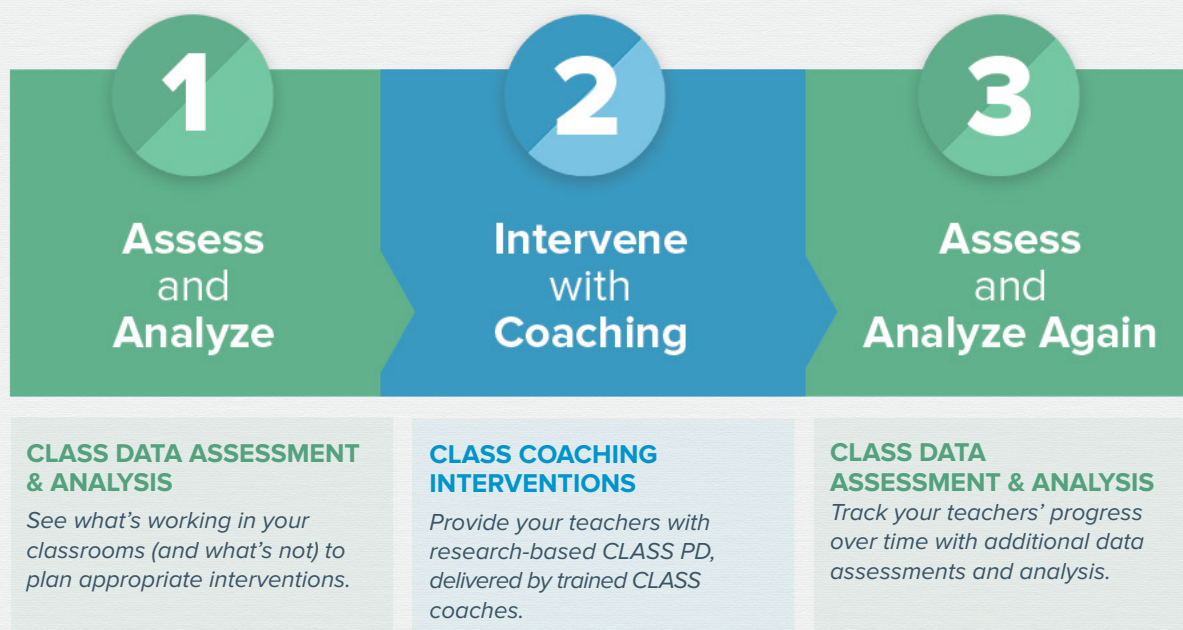 1
Assess
and
Analyze
CLASS DATA ASSESSMENT
& ANALYSIS
See what’s working in your
classrooms (and what’s not) to
plan appropriate interventions.
2
Intervene
with
Coaching
CLASS COACHING
INTERVENTIONS
Provide your teachers with
research-based CLASS PD,
delivered by trained CLASS
coaches.
3
Assess
and
Analyze Again
CLASS DATA
ASSESSMENT & ANALYSIS
Track your teachers’ progress
over time with additional data
assessments and analysis.